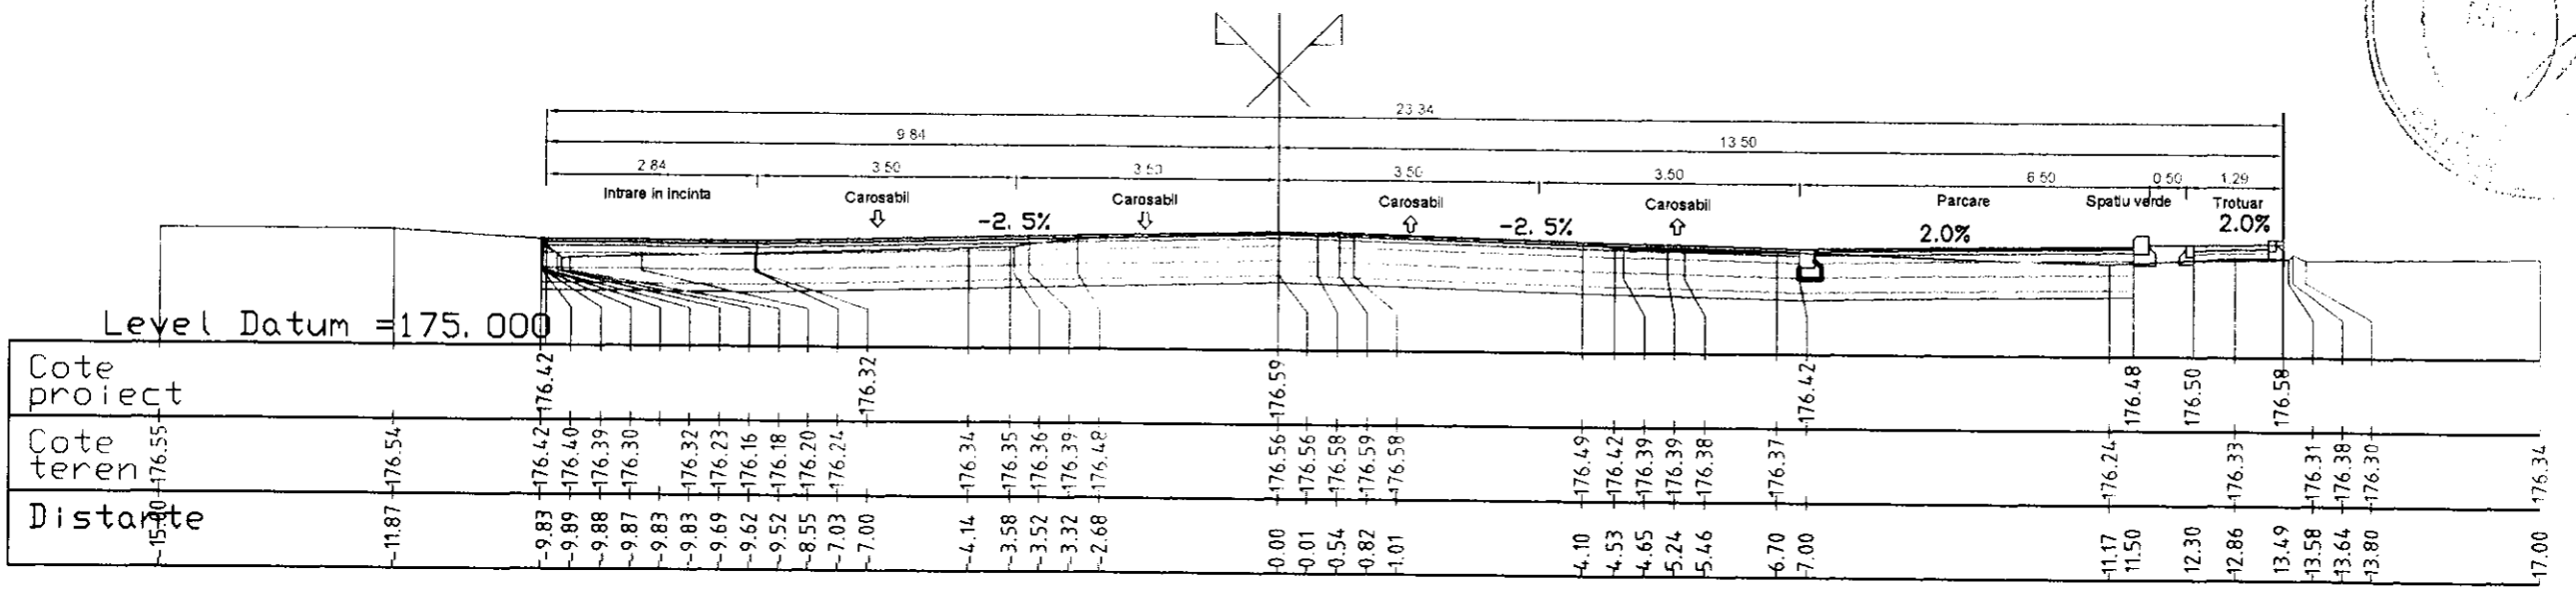 23.34
9.84 13.50
2.84 3.50 3.50 3.50 3.50 6.50 0.50 1.29
Intrare in incinta Carosabil Carosabil Carosabil Carosabil Parcare Spatiu verde Trotuar
-2.5% -2.5% 2.0% 2.0%
Level Datum =175.000
Cote proiect 176.42 176.32 176.59 176.42 176.48 176.50 176.58
Cote teren 176.55 176.54 176.42 176.40 176.39 176.30 176.32 176.23 176.16 176.18 176.20 176.24 176.34 176.35 176.36 176.39 176.48 176.56 176.56 176.58 176.59 176.58 176.49 176.42 176.39 176.39 176.38 176.37 176.24 176.33 176.31 176.38 176.30 176.34
Distante -15.00 -11.87 -9.83 -9.89 -9.88 -9.87 -9.83 -9.83 -9.69 -9.62 -9.52 -8.55 -7.03 -7.00 -4.14 -3.58 -3.52 -3.32 -2.68 0.00 0.01 0.54 0.82 1.01 4.10 4.53 4.65 5.24 5.46 6.70 7.00 11.17 11.50 12.30 12.86 13.49 13.58 13.64 13.80 17.00